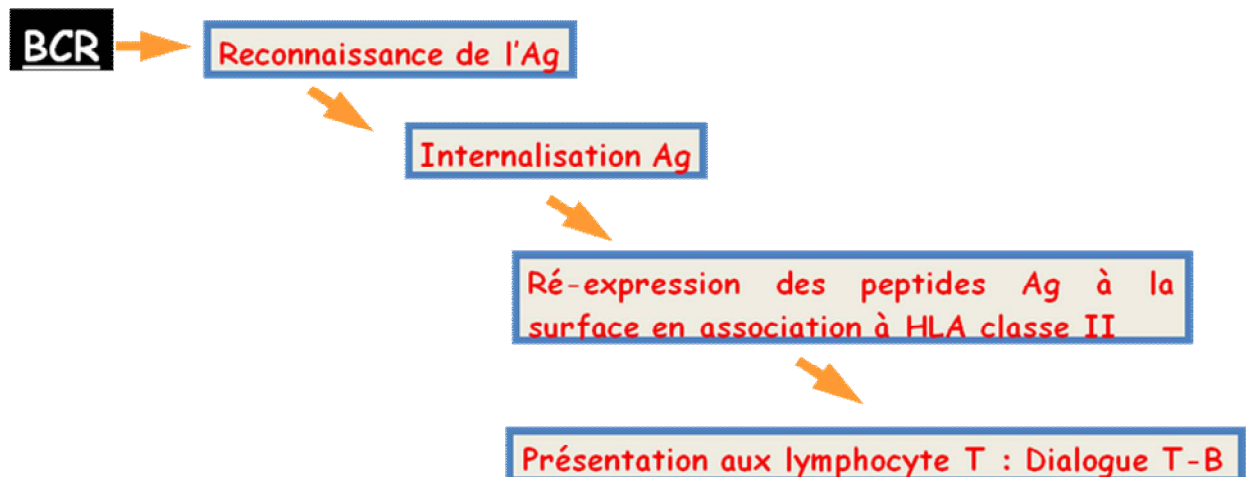 BCR
Reconnaissance de l'Ag
Internalisation Ag
Ré-expression des peptides Ag à la
surface en association à HLA classe II
Présentation aux lymphocyte T : Dialogue T-B